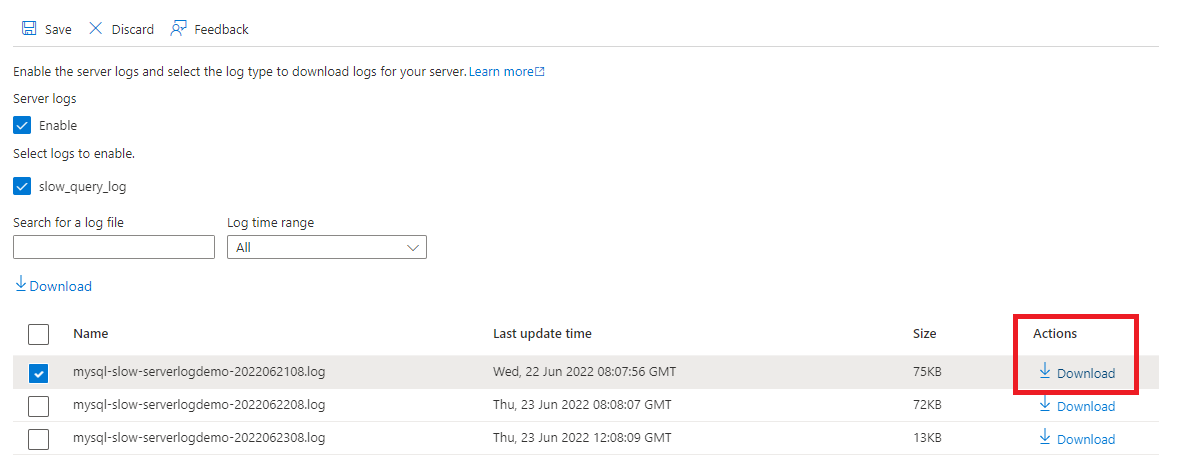 Save Discard Feedback
Enable the server logs and select the log type to download logs for your server. Learn more
Server logs
Enable
Select logs to enable.
slow_query_log
Search for a log file Log time range
All
Download
Name Last update time Size Actions
mysql-slow-serverlogdemo-2022062108.log Wed, 22 Jun 2022 08:07:56 GMT 75KB Download
mysql-slow-serverlogdemo-2022062208.log Thu, 23 Jun 2022 08:08:07 GMT 72KB Download
mysql-slow-serverlogdemo-2022062308.log Thu, 23 Jun 2022 12:08:09 GMT 13KB Download